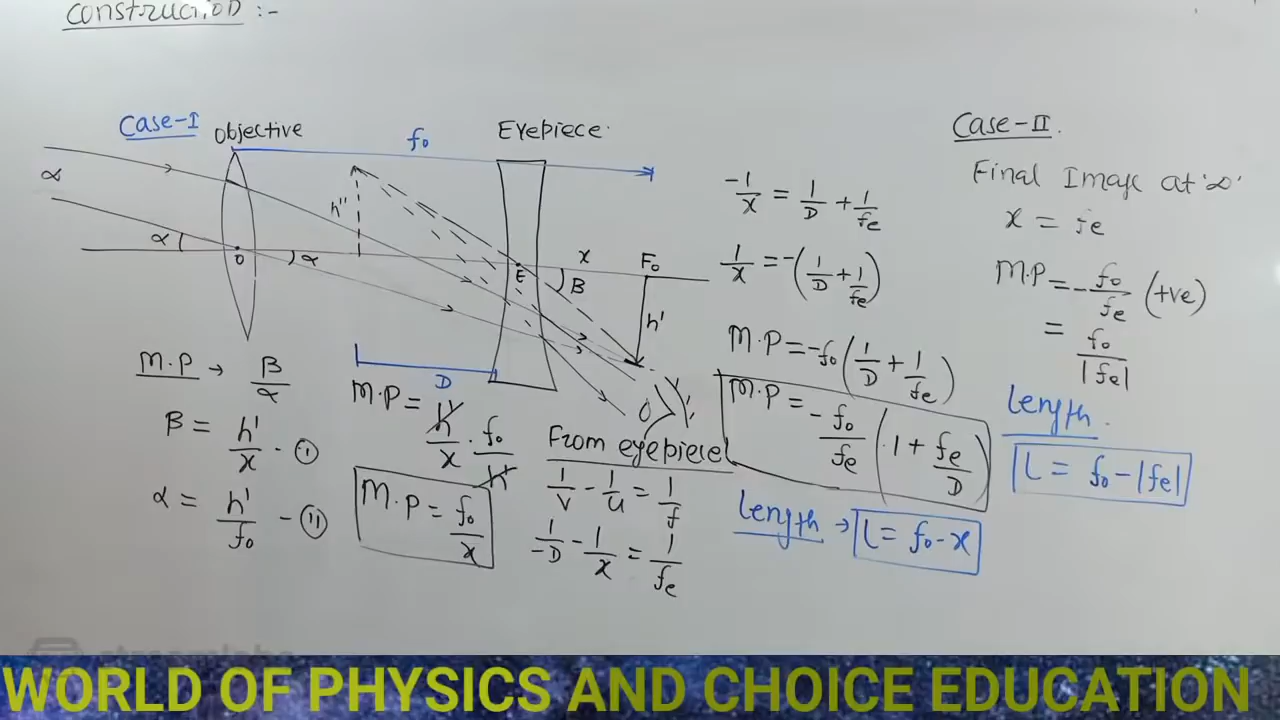 Construction :-
Case-I
Objective
f₀
Eyepiece
Case-II.
α
h''
α
O
α
E
x
F₀
β
h'
D
M.P → β/α
β = h'/x - (I)
α = h'/f₀ - (II)
M.P = h'/x . f₀/h'
M.P = f₀/x
From eyepiece
1/V - 1/u = 1/f
1/-D - 1/x = 1/fe
-1/x = 1/D + 1/fe
1/x = -(1/D + 1/fe)
M.P = -f₀(1/D + 1/fe)
M.P = - f₀/fe (1 + fe/D)
Length → L = f₀ - x
Final Image at '∞'
x = fe
M.P = - f₀/fe (+ve)
= f₀/|fe|
Length.
L = f₀ - |fe|
WORLD OF PHYSICS AND CHOICE EDUCATION